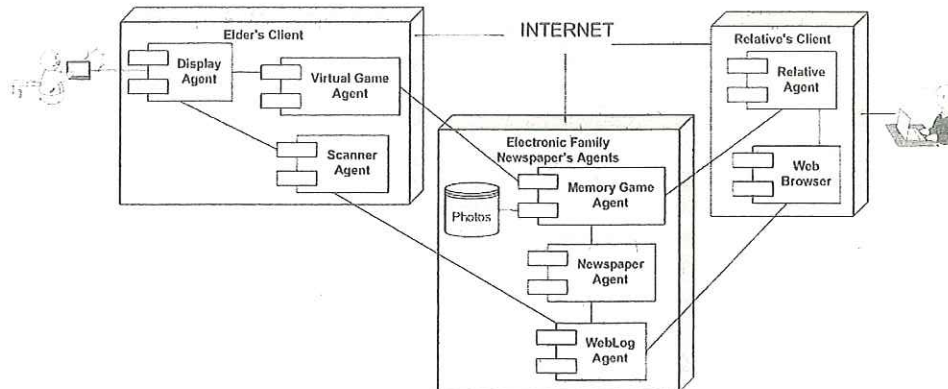 Elder's Client
Display
Agent
Virtual Game
Agent
Scanner
Agent
INTERNET
Relative's Client
Relative
Agent
Web
Browser
Electronic Family
Newspaper's Agents
Photos
Memory Game
Agent
Newspaper
Agent
WebLog
Agent